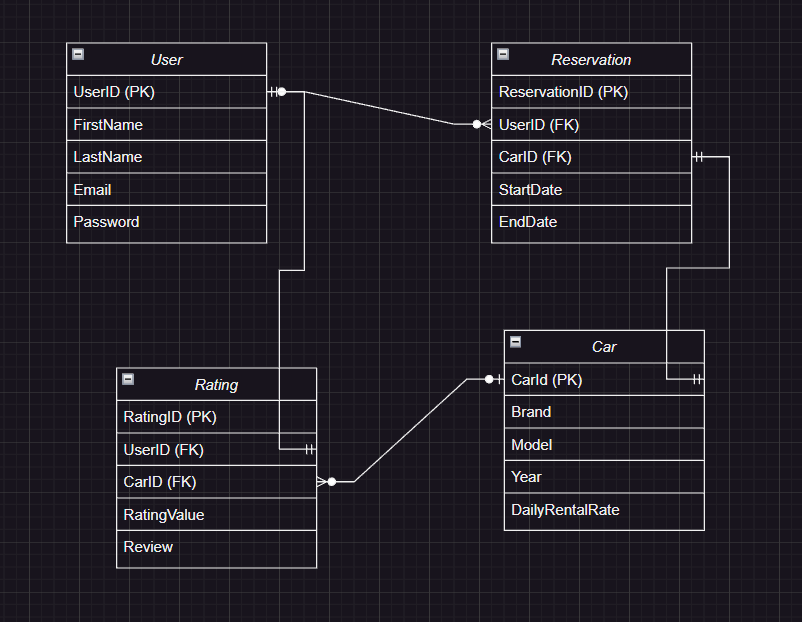 User
UserID (PK)
FirstName
LastName
Email
Password
Reservation
ReservationID (PK)
UserID (FK)
CarID (FK)
StartDate
EndDate
Rating
RatingID (PK)
UserID (FK)
CarID (FK)
RatingValue
Review
Car
CarId (PK)
Brand
Model
Year
DailyRentalRate